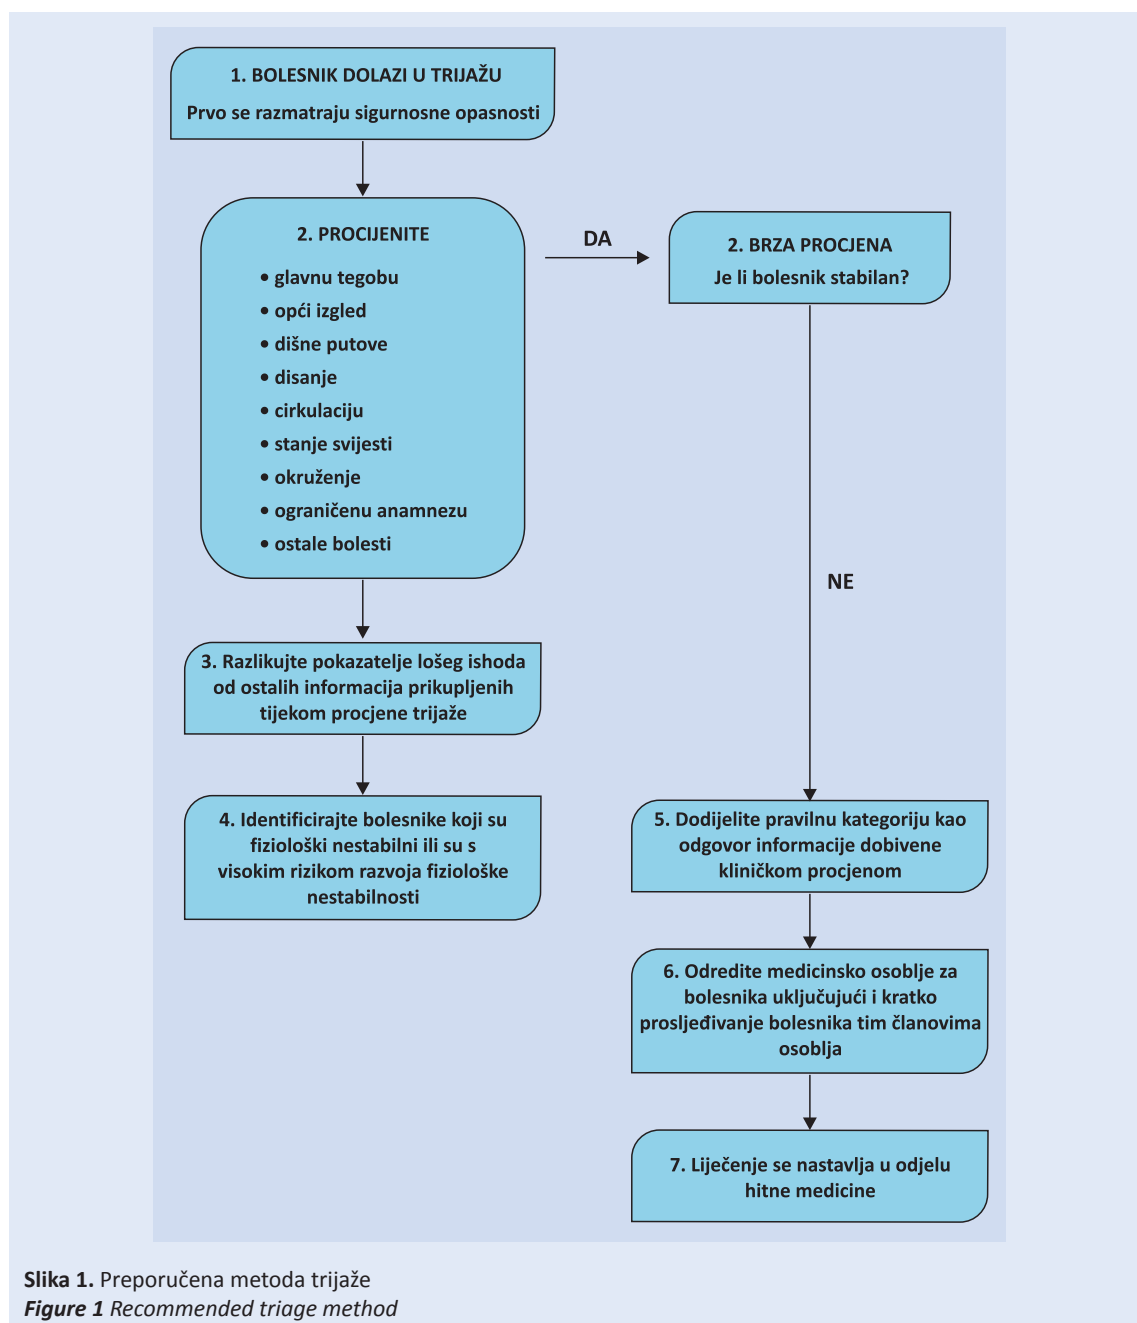 1. BOLESNIK DOLAZI U TRIJAŽU
Prvo se razmatraju sigurnosne opasnosti
2. PROCIJENITE
• glavnu tegobu
• opći izgled
• dišne putove
• disanje
• cirkulaciju
• stanje svijesti
• okruženje
• ograničenu anamnezu
• ostale bolesti
DA
2. BRZA PROCJENA
Je li bolesnik stabilan?
NE
3. Razlikujte pokazatelje lošeg ishoda
od ostalih informacija prikupljenih
tijekom procjene trijaže
4. Identificirajte bolesnike koji su
fiziološki nestabilni ili su s
visokim rizikom razvoja fiziološke
nestabilnosti
5. Dodijelite pravilnu kategoriju kao
odgovor informacije dobivene
kliničkom procjenom
6. Odredite medicinsko osoblje za
bolesnika uključujući i kratko
prosljeđivanje bolesnika tim članovima
osoblja
7. Liječenje se nastavlja u odjelu
hitne medicine
Slika 1. Preporučena metoda trijaže
Figure 1 Recommended triage method